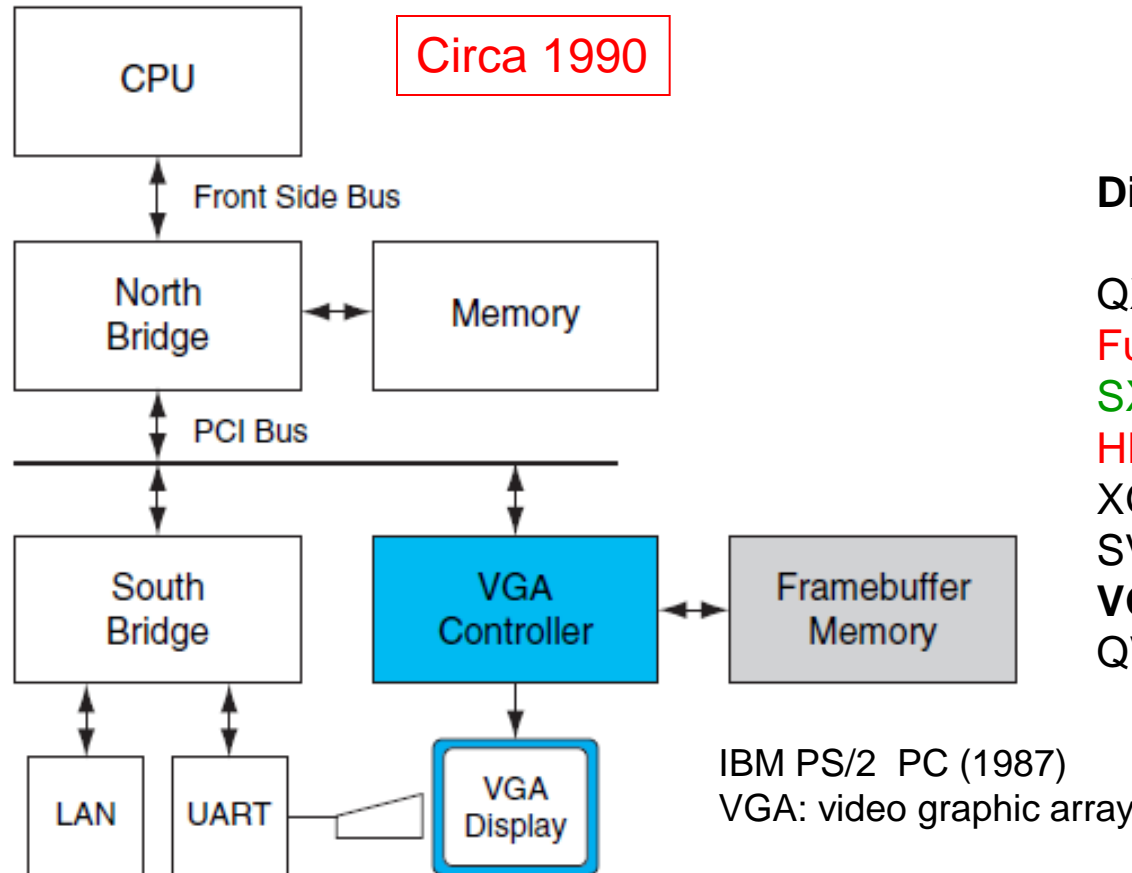 CPU
Circa 1990
Front Side Bus
North
Bridge
Memory
PCI Bus
South
Bridge
VGA
Controller
Framebuffer
Memory
LAN
UART
VGA
Display
IBM PS/2 PC (1987)
VGA: video graphic array